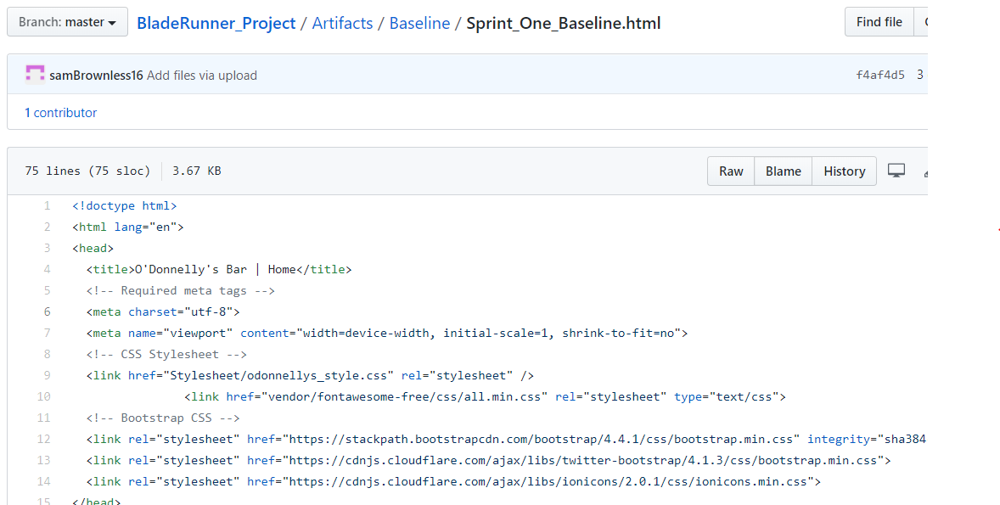 Branch: master BladeRunner_Project / Artifacts / Baseline / Sprint_One_Baseline.html Find file
samBrownless16 Add files via upload f4af4d5 3
1 contributor
75 lines (75 sloc) 3.67 KB Raw Blame History
1 <!doctype html>
2 <html lang="en">
3 <head>
4 <title>O'Donnelly's Bar | Home</title>
5 <!-- Required meta tags -->
6 <meta charset="utf-8">
7 <meta name="viewport" content="width=device-width, initial-scale=1, shrink-to-fit=no">
8 <!-- CSS Stylesheet -->
9 <link href="Stylesheet/odonnellys_style.css" rel="stylesheet" />
10 <link href="vendor/fontawesome-free/css/all.min.css" rel="stylesheet" type="text/css">
11 <!-- Bootstrap CSS -->
12 <link rel="stylesheet" href="https://stackpath.bootstrapcdn.com/bootstrap/4.4.1/css/bootstrap.min.css" integrity="sha384
13 <link rel="stylesheet" href="https://cdnjs.cloudflare.com/ajax/libs/twitter-bootstrap/4.1.3/css/bootstrap.min.css">
14 <link rel="stylesheet" href="https://cdnjs.cloudflare.com/ajax/libs/ionicons/2.0.1/css/ionicons.min.css">
15 </head>